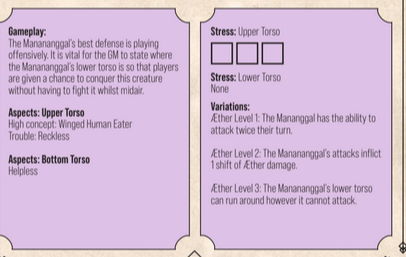 Gameplay:
The Manananggal's best defense is playing
offensively. It is vital for the GM to state where
the Manananggal's lower torso is so that players
are given a chance to conquer this creature
without having to fight it whilst midair.
Aspects: Upper Torso
High concept: Winged Human Eater
Trouble: Reckless
Aspects: Bottom Torso
Helpless
Stress: Upper Torso
Stress: Lower Torso
None
Variations:
Æther Level 1: The Mananggal has the ability to
attack twice their turn.
Æther Level 2: The Manananggal's attacks inflict
1 shift of Æther damage.
Æther Level 3: The Manananggal's lower torso
can run around however it cannot attack.